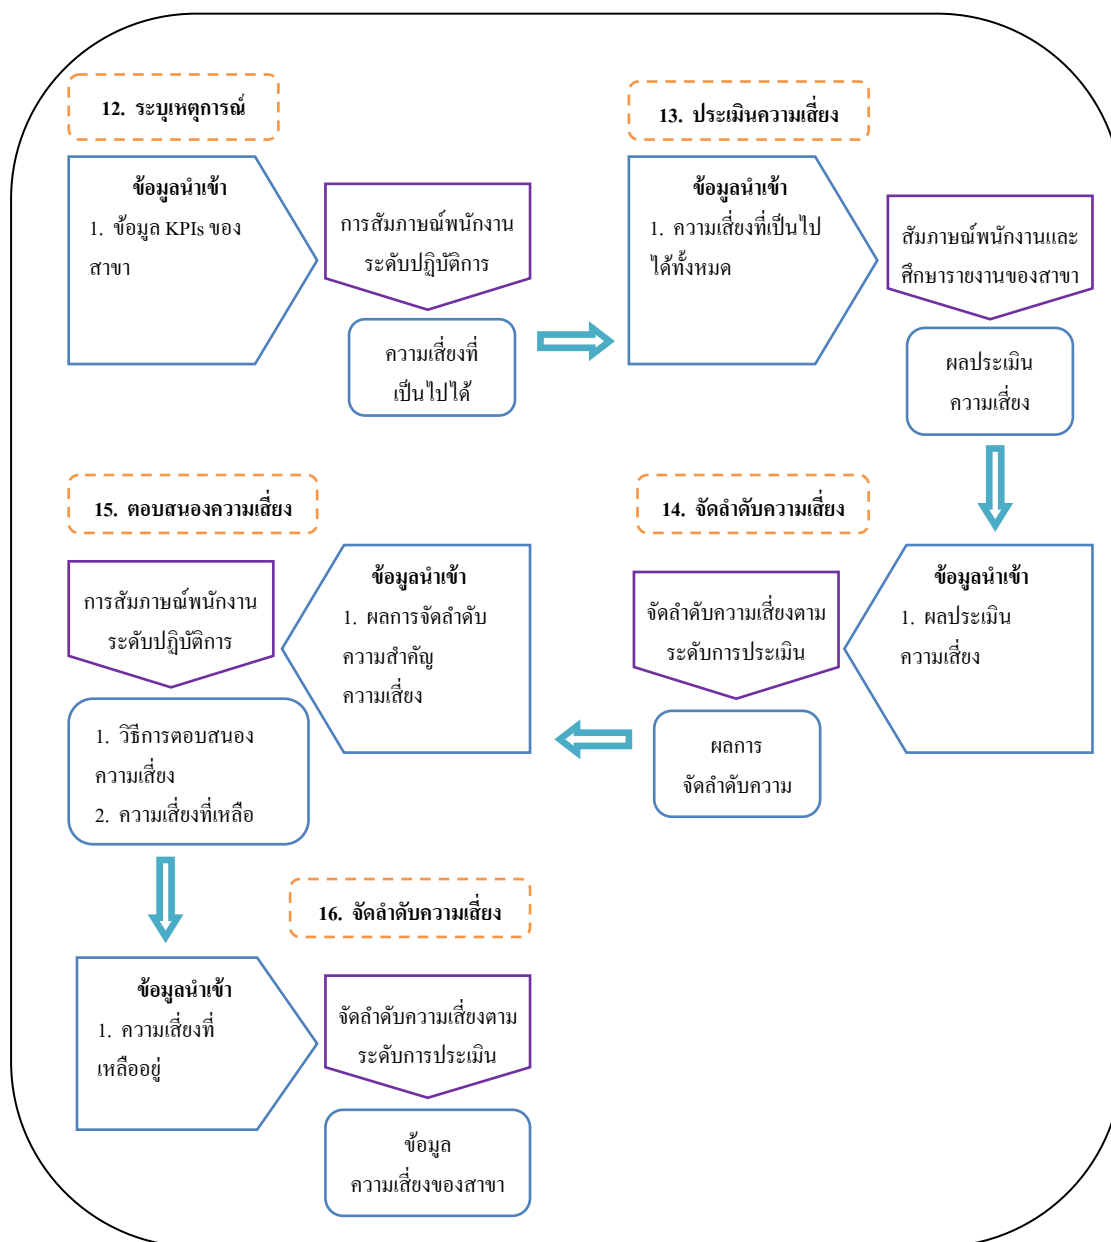 12. ระบุเหตุการณ์
ข้อมูลนำเข้า
1. ข้อมูล KPIs ของ
สาขา
การสัมภาษณ์พนักงาน
ระดับปฏิบัติการ
ความเสี่ยงที่
เป็นไปได้
13. ประเมินความเสี่ยง
ข้อมูลนำเข้า
1. ความเสี่ยงที่เป็นไป
ได้ทั้งหมด
สัมภาษณ์พนักงานและ
ศึกษารายงานของสาขา
ผลประเมิน
ความเสี่ยง
14. จัดลำดับความเสี่ยง
ข้อมูลนำเข้า
1. ผลประเมิน
ความเสี่ยง
จัดลำดับความเสี่ยงตาม
ระดับการประเมิน
ผลการ
จัดลำดับความ
15. ตอบสนองความเสี่ยง
ข้อมูลนำเข้า
1. ผลการจัดลำดับ
ความสำคัญ
ความเสี่ยง
การสัมภาษณ์พนักงาน
ระดับปฏิบัติการ
1. วิธีการตอบสนอง
ความเสี่ยง
2. ความเสี่ยงที่เหลือ
16. จัดลำดับความเสี่ยง
ข้อมูลนำเข้า
1. ความเสี่ยงที่
เหลืออยู่
จัดลำดับความเสี่ยงตาม
ระดับการประเมิน
ข้อมูล
ความเสี่ยงของสาขา